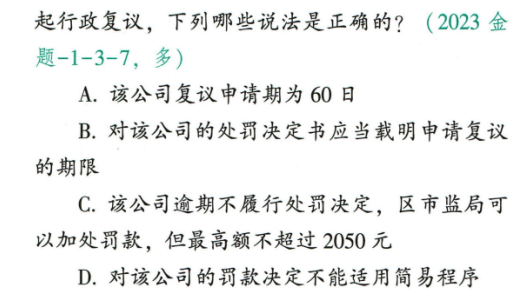 起行政复议，下列哪些说法是正确的？（2023 金
题-1-3-7，多）
A. 该公司复议申请期为 60 日
B. 对该公司的处罚决定书应当载明申请复议
的期限
C. 该公司逾期不履行处罚决定，区市监局可
以加处罚款，但最高额不超过 2050 元
D. 对该公司的罚款决定不能适用简易程序